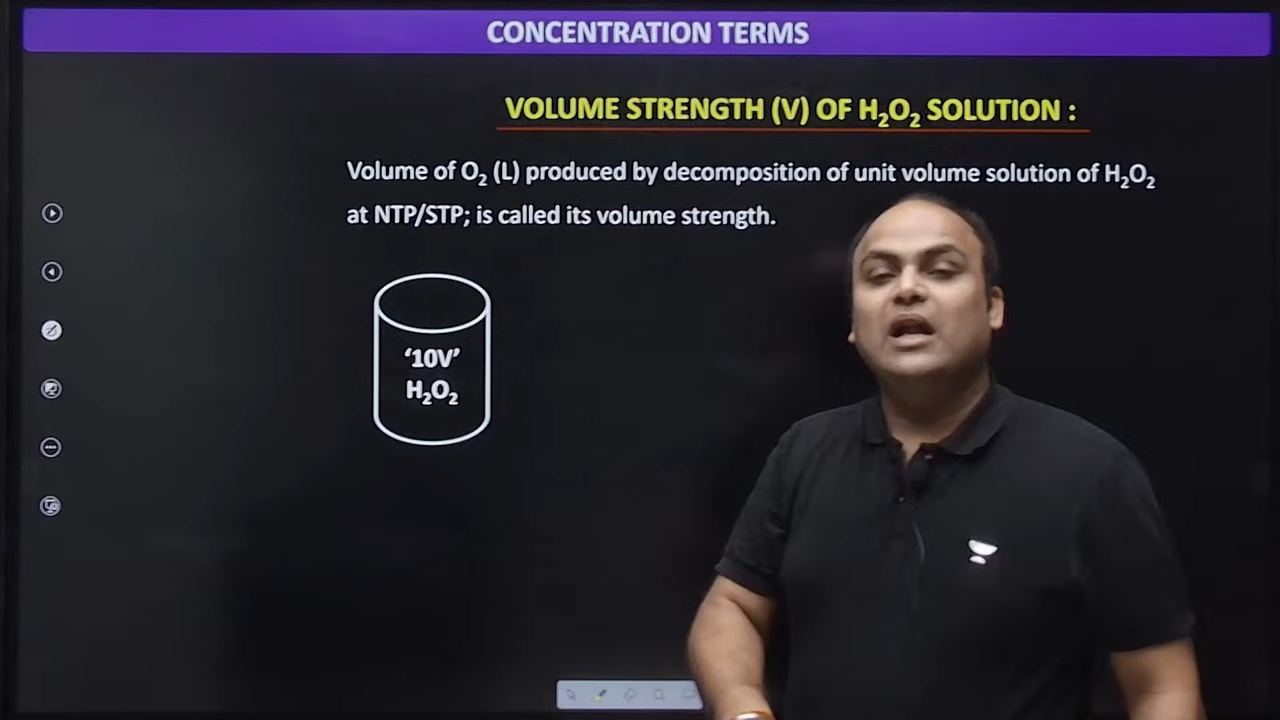 CONCENTRATION TERMS
VOLUME STRENGTH (V) OF H₂O₂ SOLUTION :
Volume of O₂ (L) produced by decomposition of unit volume solution of H₂O₂
at NTP/STP; is called its volume strength.
‘10V’
H₂O₂